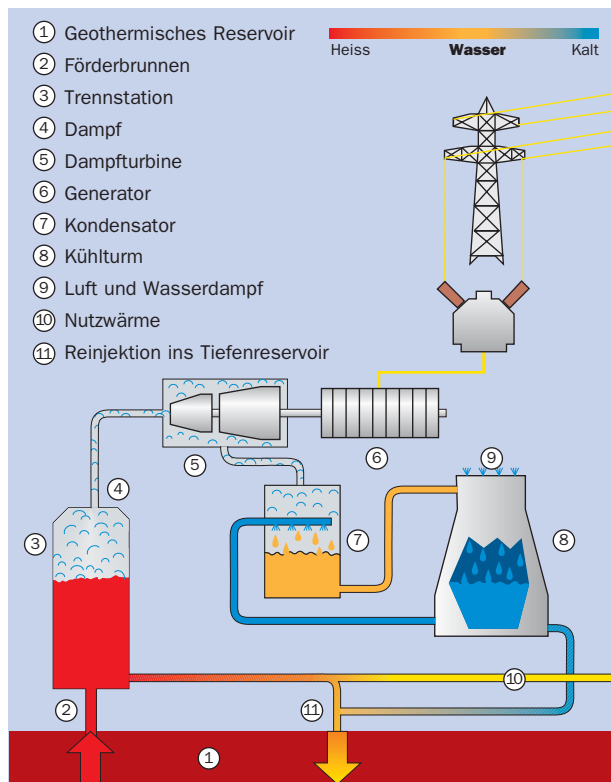 ① Geothermisches Reservoir
② Förderbrunnen
③ Trennstation
④ Dampf
⑤ Dampfturbine
⑥ Generator
⑦ Kondensator
⑧ Kühlturm
⑨ Luft und Wasserdampf
⑩ Nutzwärme
⑪ Reinjektion ins Tiefenreservoir
Heiss Wasser Kalt
⑤
⑥
⑨
④
③
⑦
⑧
⑩
②
⑪
①